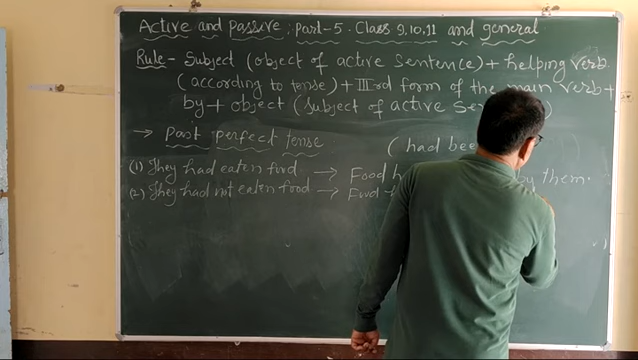 Active and passive, Part-5. Class 9,10,11 and general
Rule- Subject (object of active sentence) + helping verb.
(according to tense) + IIIrd form of the main verb +
by + object (subject of active Se
→ Past perfect tense (had bee
(1) They had eaten food → Food h by them.
(2) They had not eaten food → Food